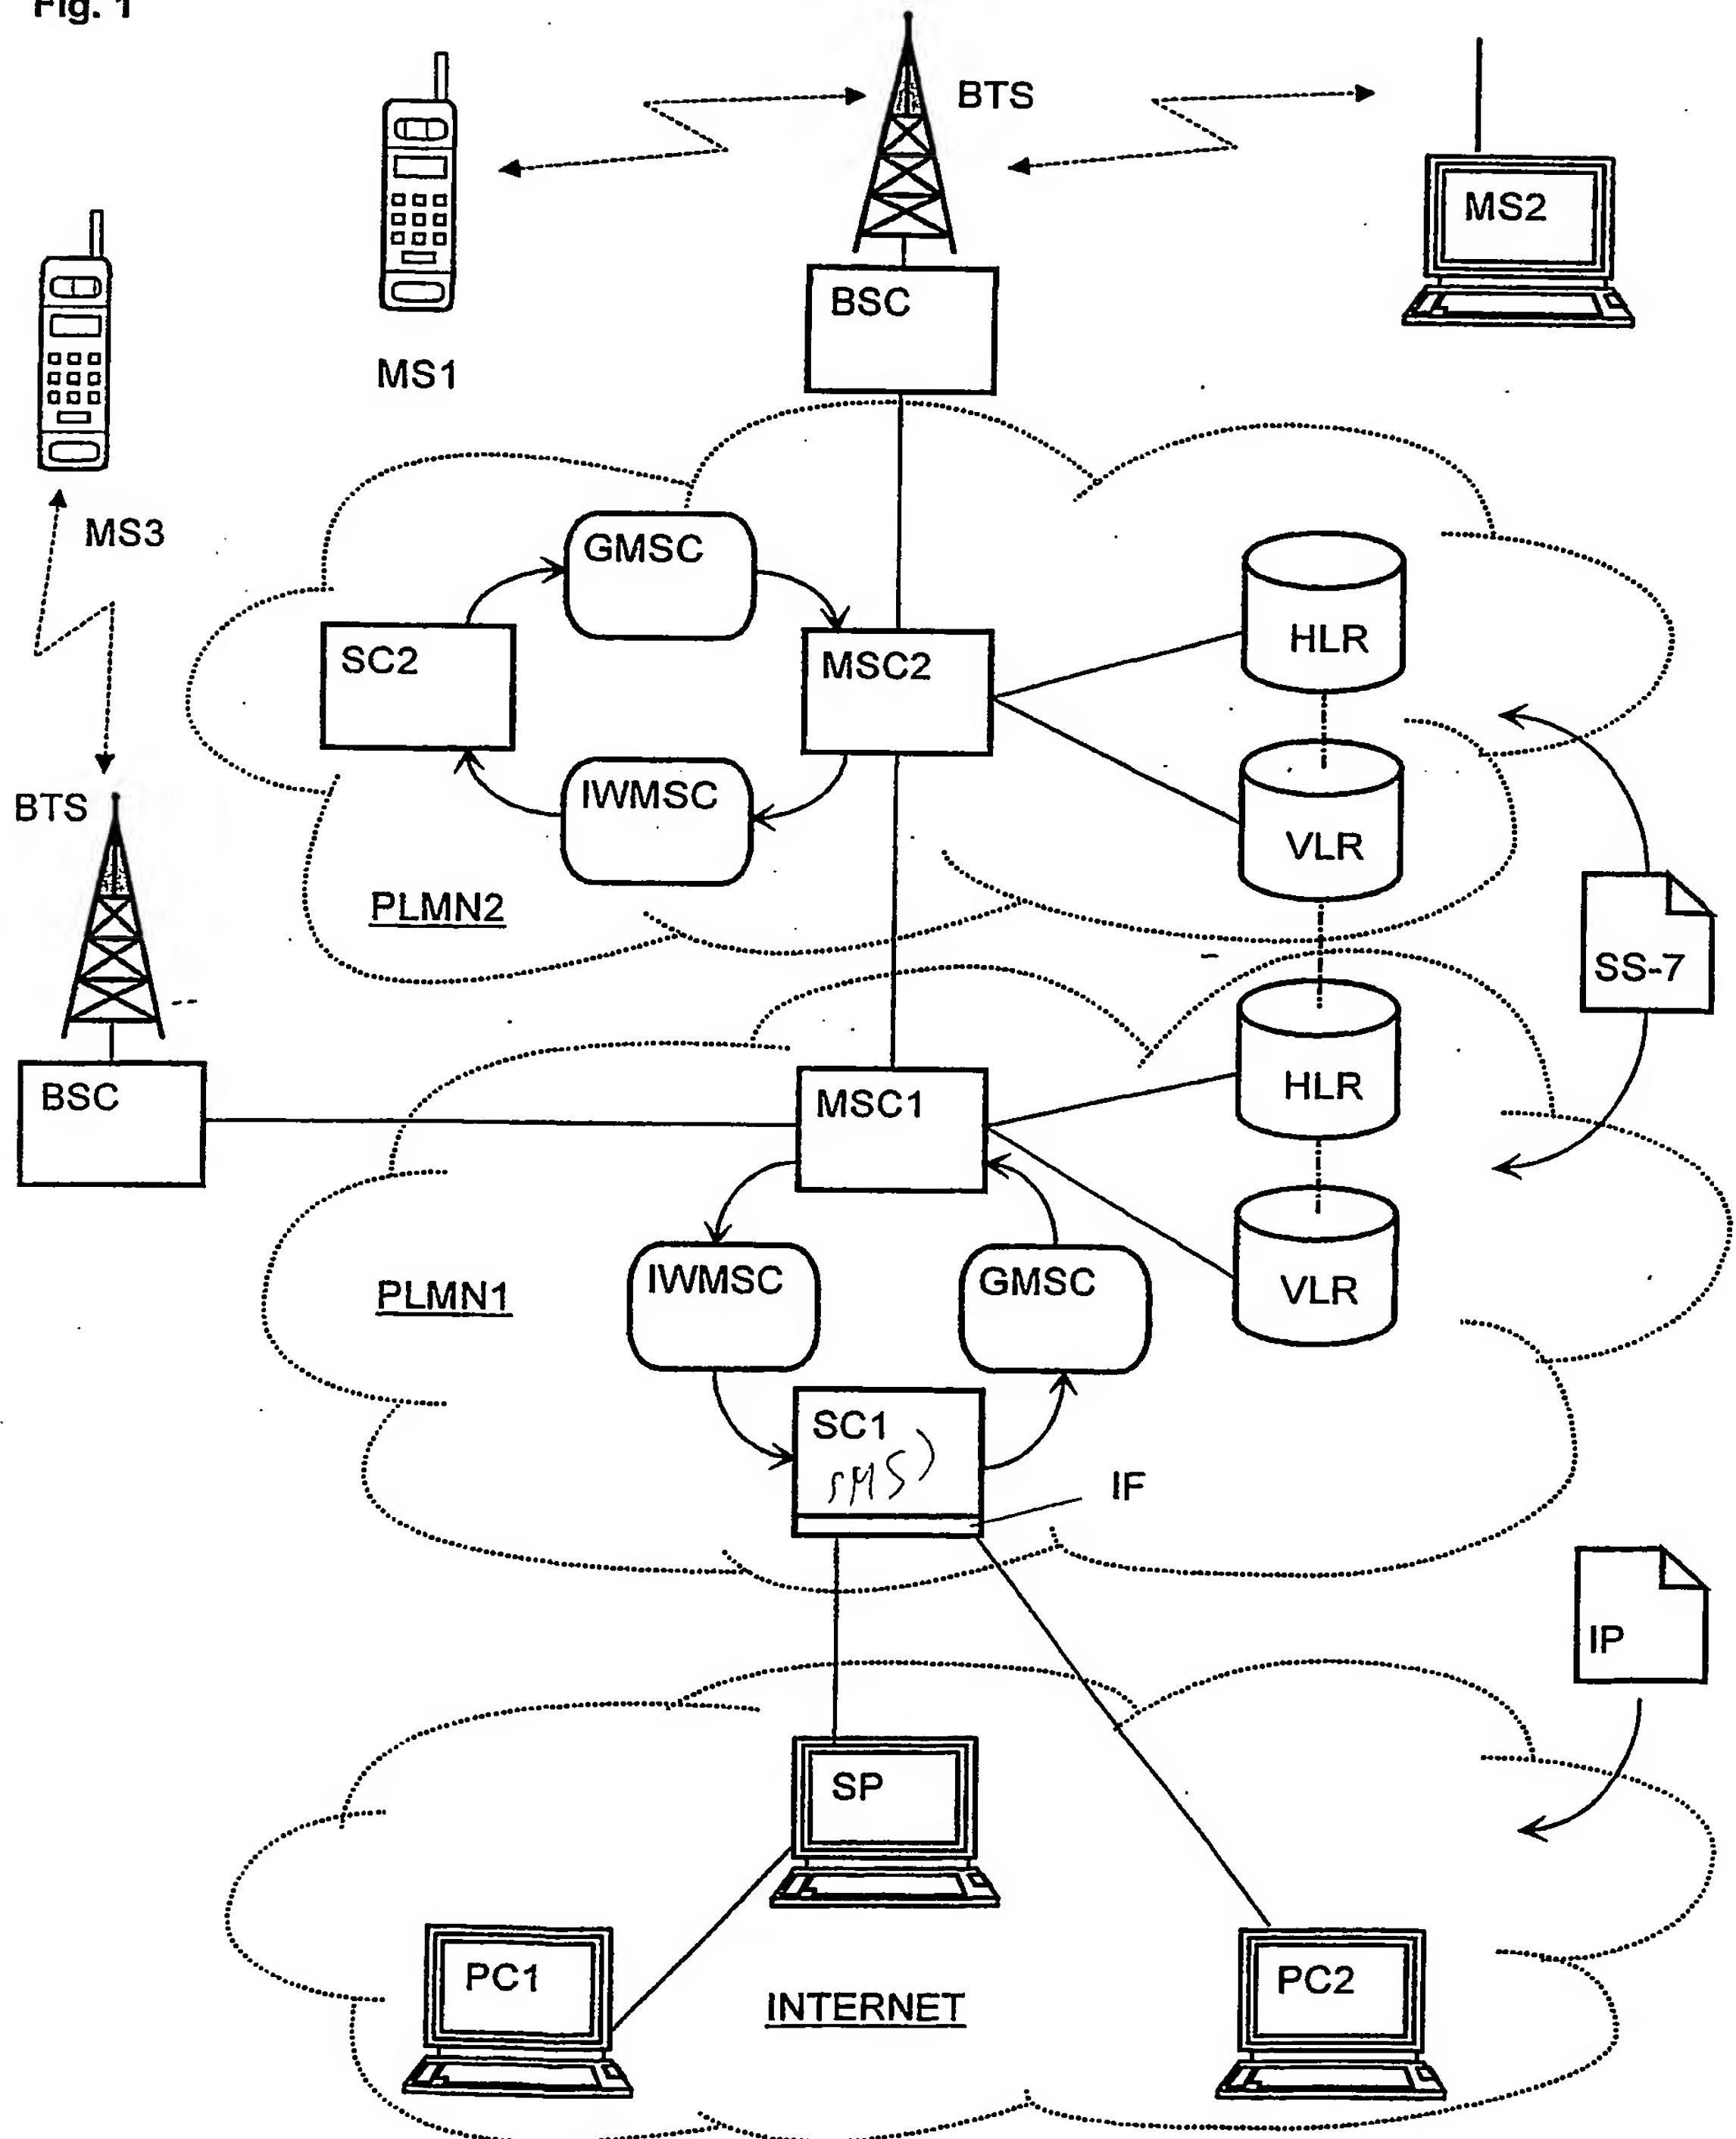 Fig. 1
BTS
MS2
BSC
MS1
MS3
GMSC
HLR
SC2
MSC2
IWMSC
VLR
BTS
PLMN2
SS-7
BSC
MSC1
HLR
IWMSC
GMSC
VLR
PLMN1
SC1
SMS)
IF
IP
SP
PC1
PC2
INTERNET